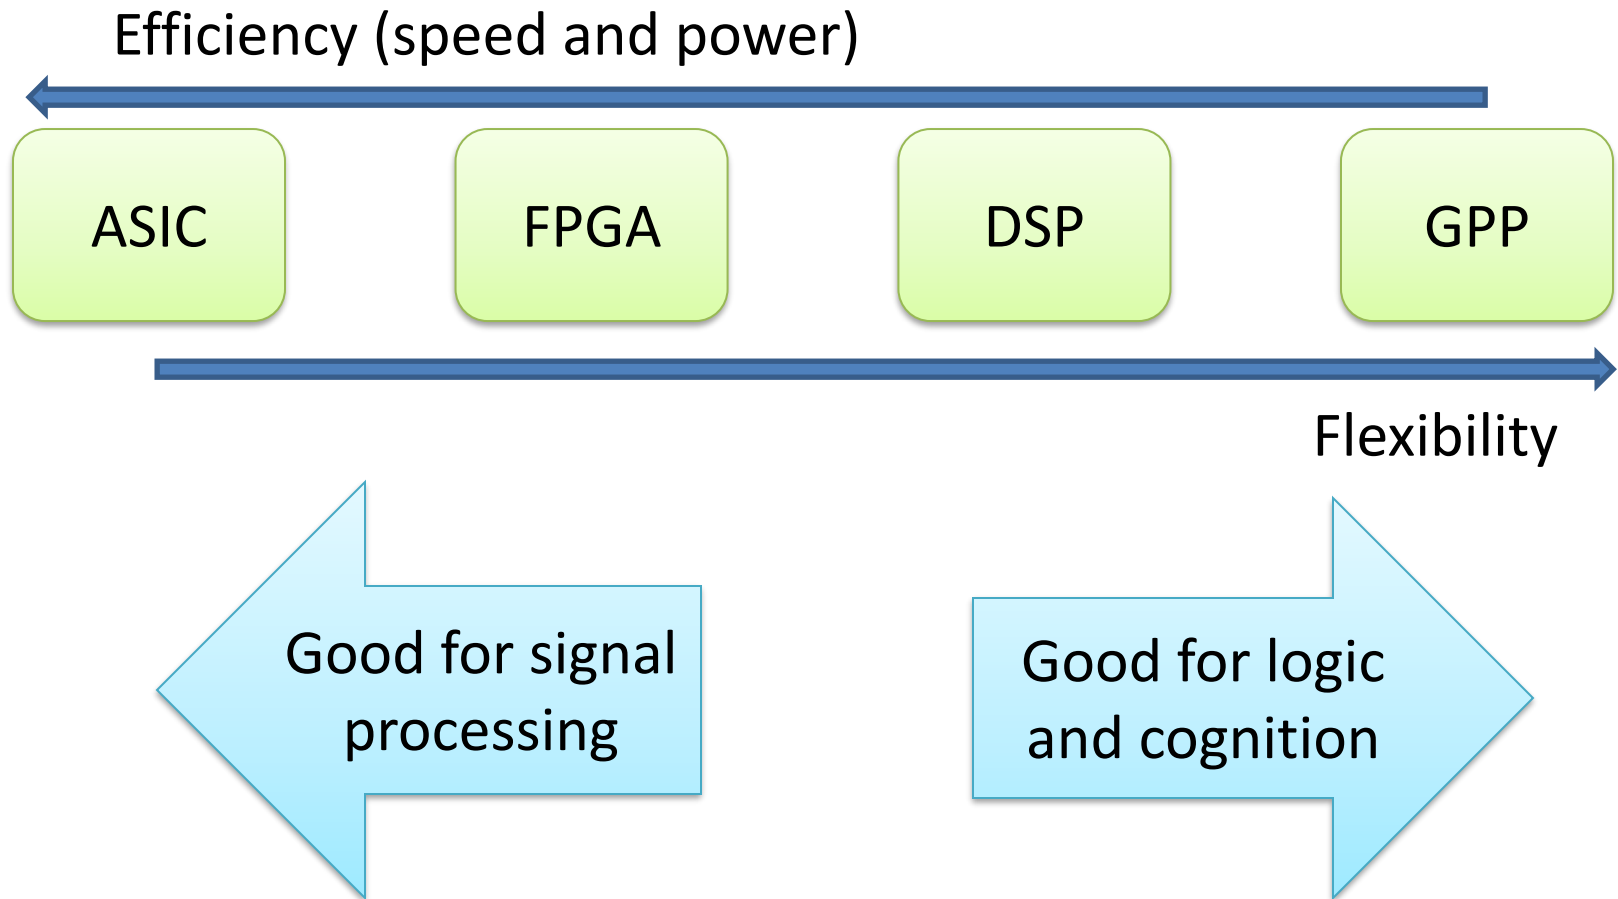 Efficiency (speed and power)
ASIC
FPGA
DSP
GPP
Flexibility
Good for signal
processing
Good for logic
and cognition